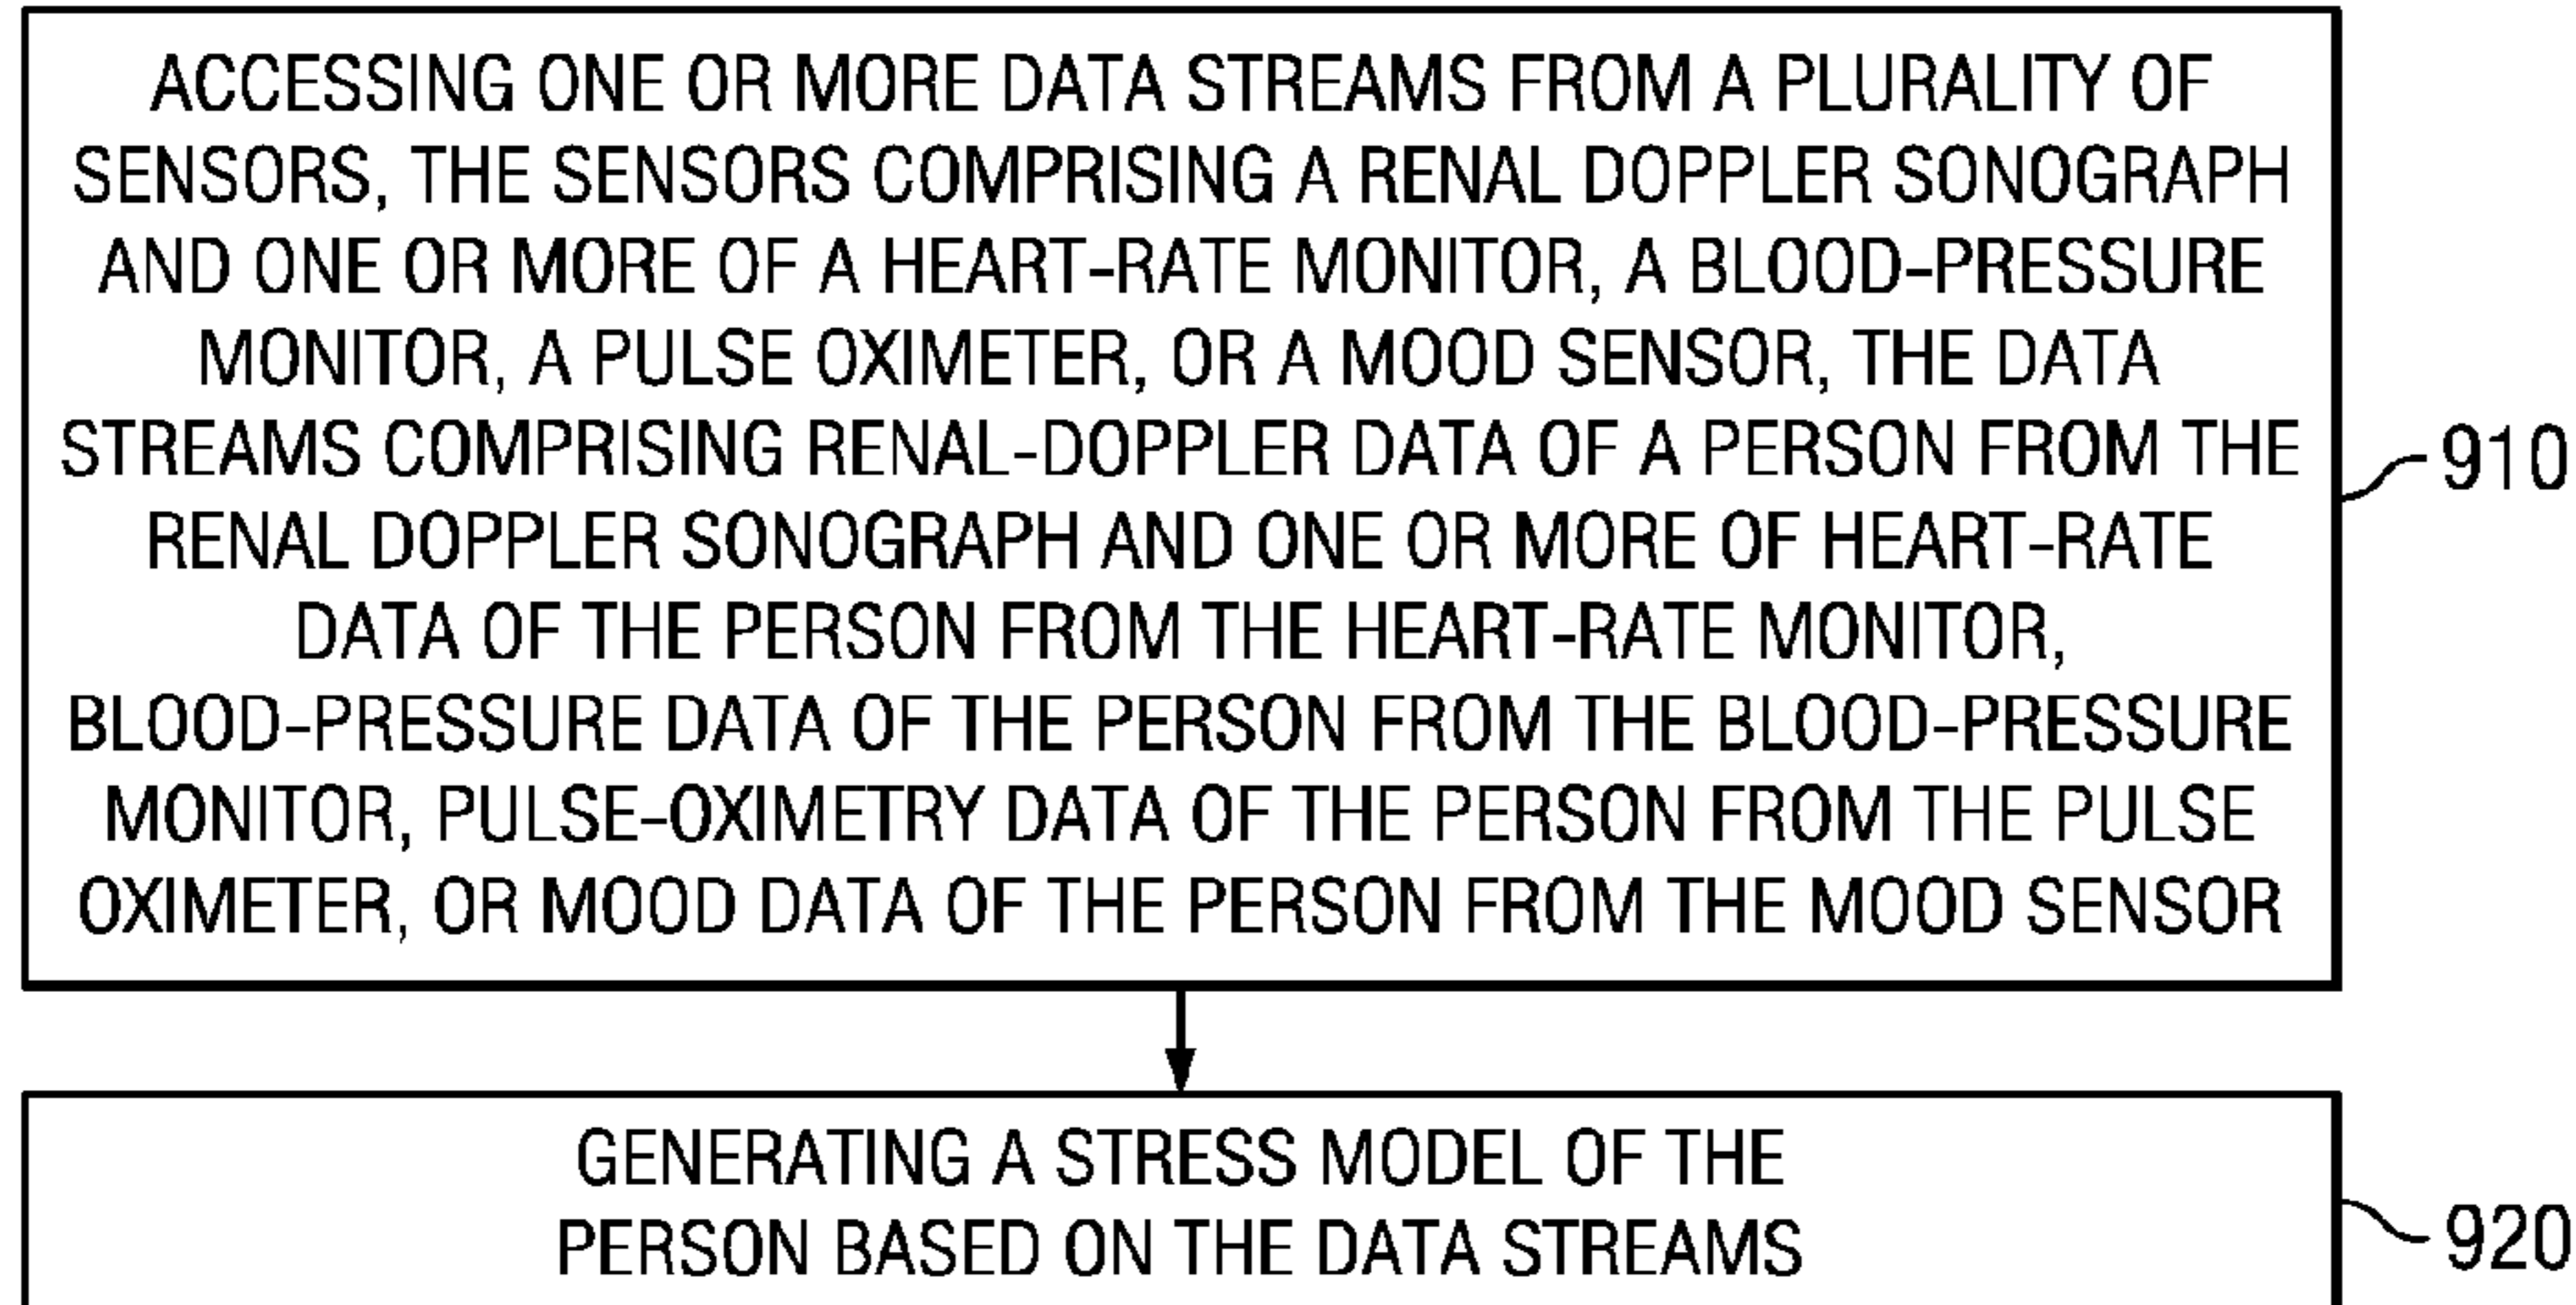 ACCESSING ONE OR MORE DATA STREAMS FROM A PLURALITY OF
SENSORS, THE SENSORS COMPRISING A RENAL DOPPLER SONOGRAPH
AND ONE OR MORE OF A HEART-RATE MONITOR, A BLOOD-PRESSURE
MONITOR, A PULSE OXIMETER, OR A MOOD SENSOR, THE DATA
STREAMS COMPRISING RENAL-DOPPLER DATA OF A PERSON FROM THE
RENAL DOPPLER SONOGRAPH AND ONE OR MORE OF HEART-RATE
DATA OF THE PERSON FROM THE HEART-RATE MONITOR,
BLOOD-PRESSURE DATA OF THE PERSON FROM THE BLOOD-PRESSURE
MONITOR, PULSE-OXIMETRY DATA OF THE PERSON FROM THE PULSE
OXIMETER, OR MOOD DATA OF THE PERSON FROM THE MOOD SENSOR
910
GENERATING A STRESS MODEL OF THE
PERSON BASED ON THE DATA STREAMS
920